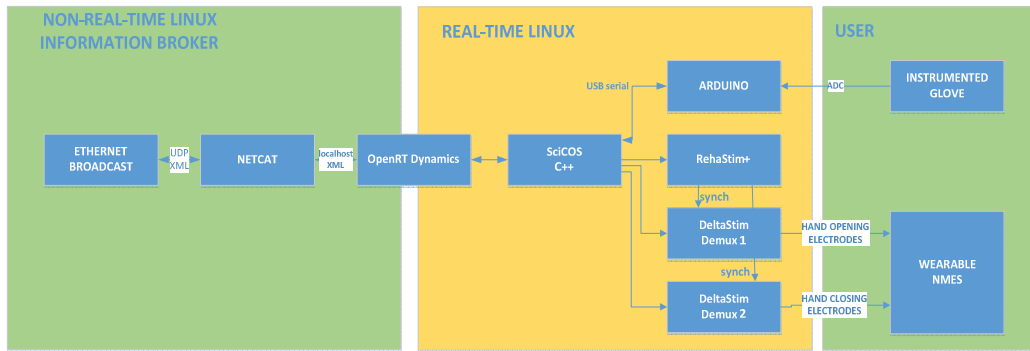 NON-REAL-TIME LINUX
INFORMATION BROKER
REAL-TIME LINUX
USER
USB serial
ARDUINO
ADC
INSTRUMENTED
GLOVE
ETHERNET
BROADCAST
UDP
XML
NETCAT
localhost
XML
OpenRT Dynamics
SciCOS
C++
RehaStim+
synch
DeltaStim
Demux 1
HAND OPENING
ELECTRODES
WEARABLE
NMES
synch
DeltaStim
Demux 2
HAND CLOSING
ELECTRODES